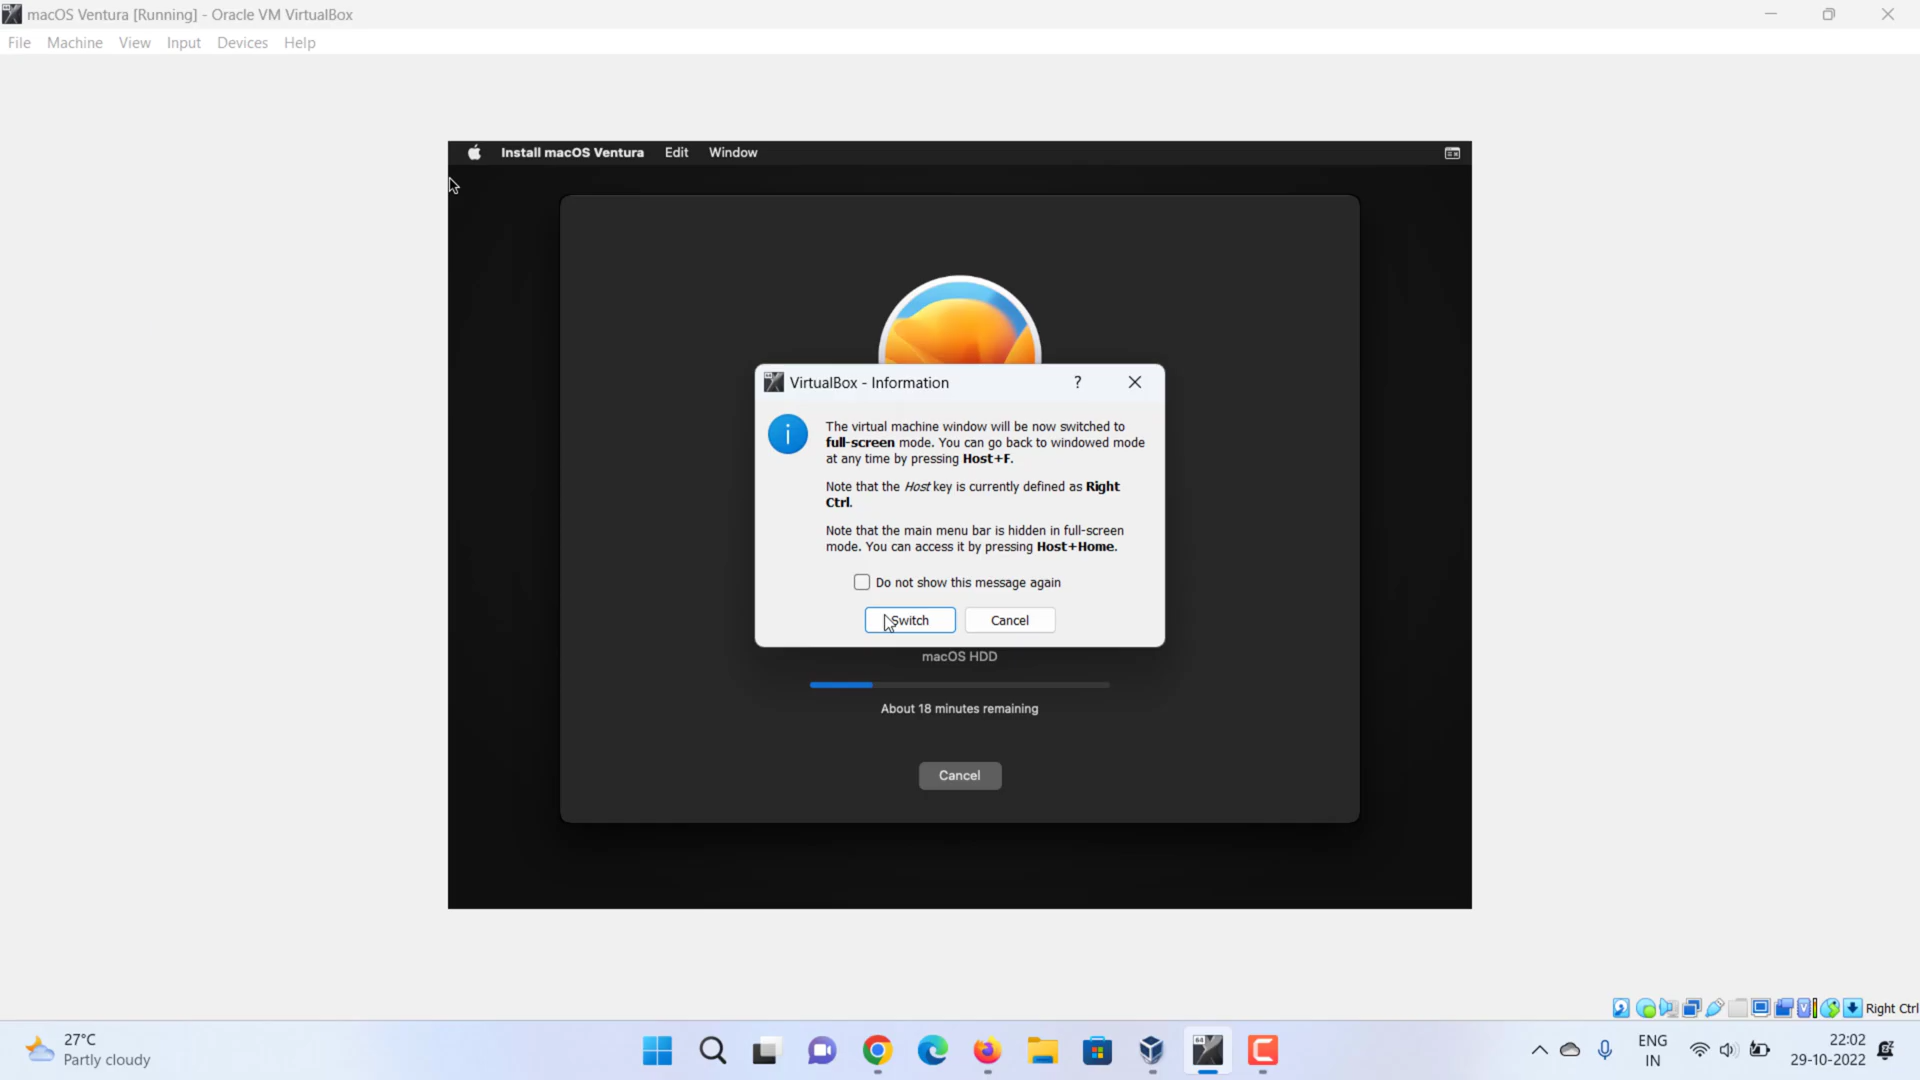 macOS Ventura [Running] - Oracle VM VirtualBox
File Machine View Input Devices Help
Install macOS Ventura Edit Window
VirtualBox - Information ?
The virtual machine window will be now switched to
full-screen mode. You can go back to windowed mode
at any time by pressing Host+F.
Note that the Host key is currently defined as Right
Ctrl.
Note that the main menu bar is hidden in full-screen
mode. You can access it by pressing Host+Home.
Do not show this message again
Switch Cancel
macOS HDD
About 18 minutes remaining
Cancel
Right Ctrl
27°C
Partly cloudy
ENG
IN
22:02
29-10-2022